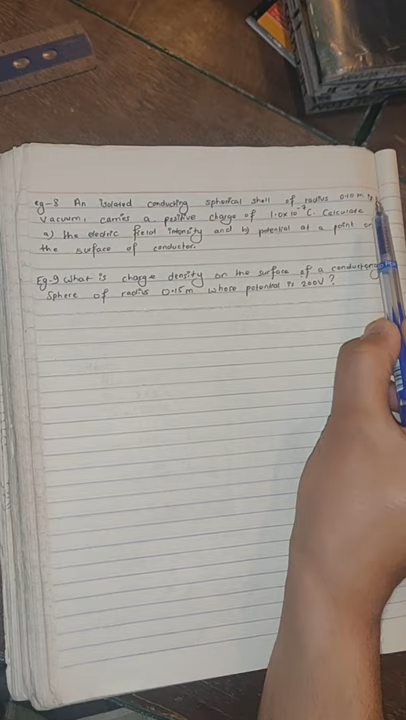 eg-8 An Isolated conducting spherical shell of radius 0.10 m in
vacuum, carries a positive charge of 1.0x10⁻⁷C. Calculate
a) the electric field intensity and b) potential at a point on
the surface of conductor.
Eg.9 What is charge density on the surface of a conducting
Sphere of radius 0.15m whose potential is 200V ?